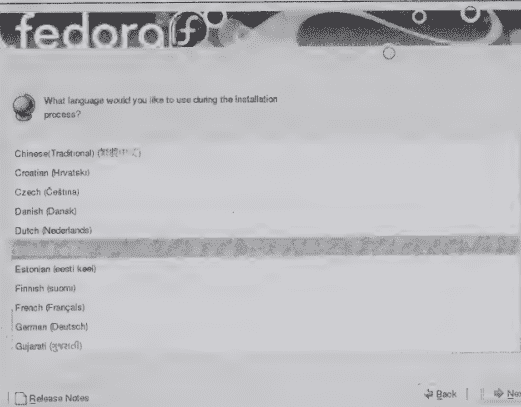 fedora f
What language would you like to use during the installation
process?
Chinese(Traditional)
Croatian (Hrvatski)
Czech (Čeština)
Danish (Dansk)
Dutch (Nederlands)
Estonian (eesti keel)
Finnish (suomi)
French (Français)
German (Deutsch)
Gujarati (ગુજરાતી)
Release Notes
Back